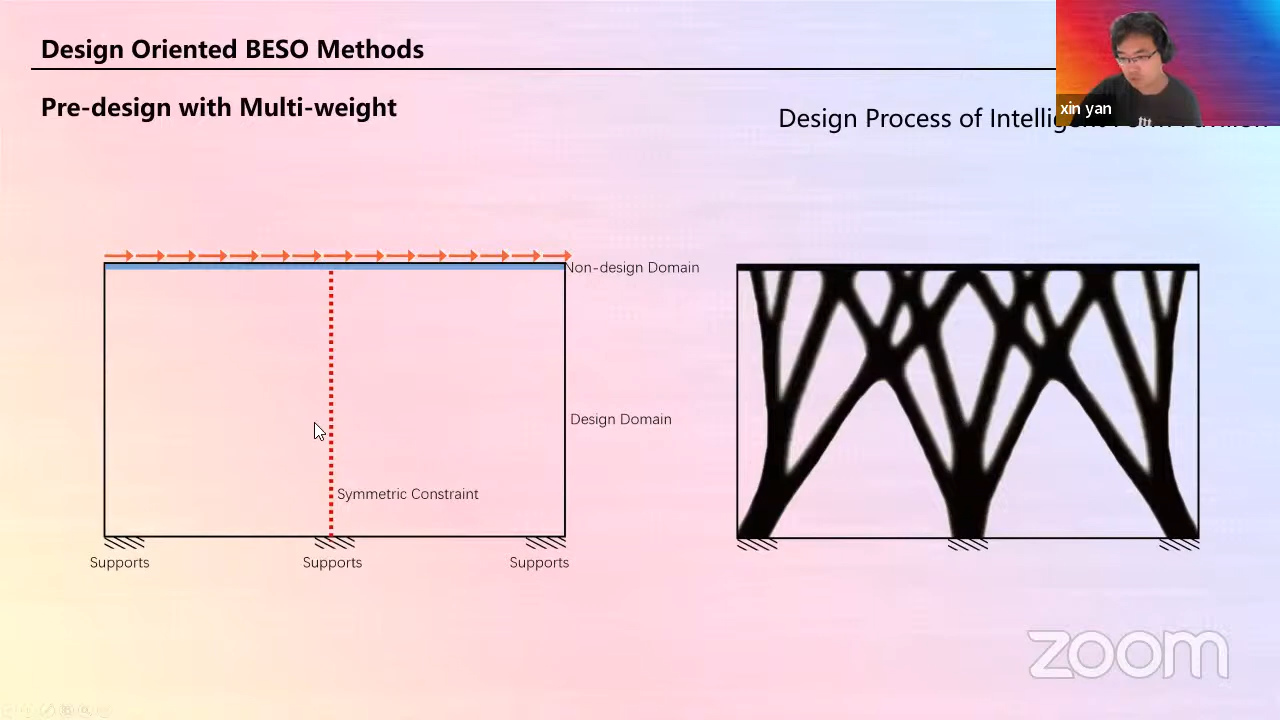 Design Oriented BESO Methods
xin yan
Pre-design with Multi-weight
Design Process of
Non-design Domain
Design Domain
Symmetric Constraint
Supports
Supports
Supports
zoom